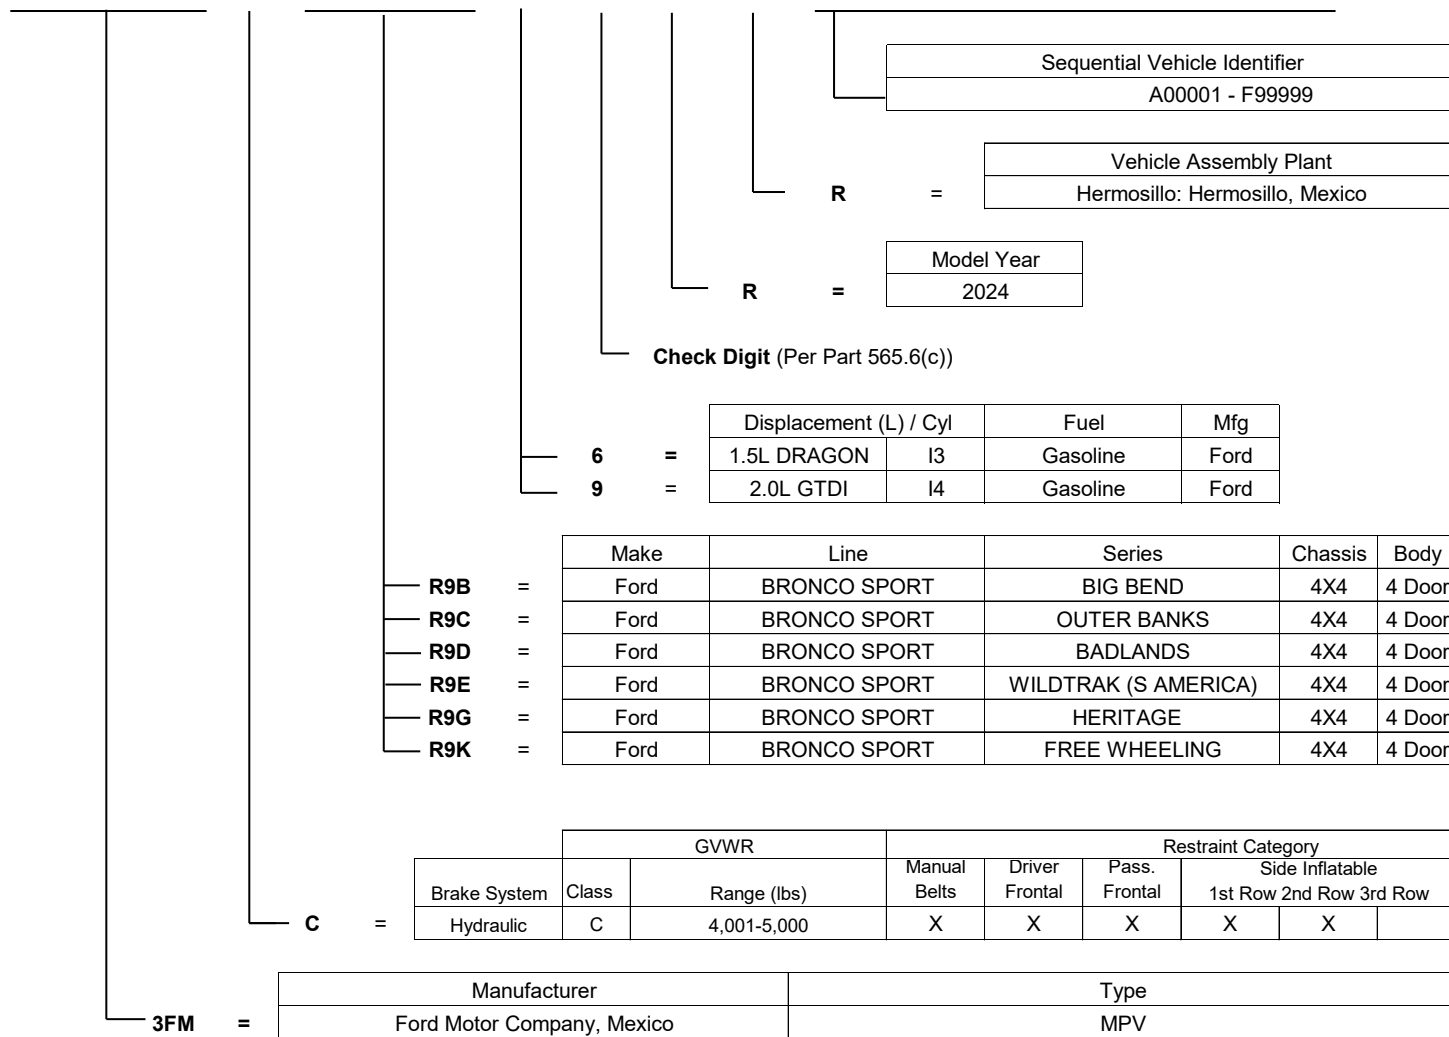 Sequential Vehicle Identifier
A00001 - F99999
Vehicle Assembly Plant
R = Hermosillo: Hermosillo, Mexico
Model Year
R = 2024
Check Digit (Per Part 565.6(c))
Displacement (L) / Cyl Fuel Mfg
6 = 1.5L DRAGON I3 Gasoline Ford
9 = 2.0L GTDI I4 Gasoline Ford
Make Line Series Chassis Body
R9B = Ford BRONCO SPORT BIG BEND 4X4 4 Door
R9C = Ford BRONCO SPORT OUTER BANKS 4X4 4 Door
R9D = Ford BRONCO SPORT BADLANDS 4X4 4 Door
R9E = Ford BRONCO SPORT WILDTRAK (S AMERICA) 4X4 4 Door
R9G = Ford BRONCO SPORT HERITAGE 4X4 4 Door
R9K = Ford BRONCO SPORT FREE WHEELING 4X4 4 Door
GVWR Restraint Category
Manual Driver Pass. Side Inflatable
Brake System Class Range (lbs) Belts Frontal Frontal 1st Row 2nd Row 3rd Row
C = Hydraulic C 4,001-5,000 X X X X X
Manufacturer Type
3FM = Ford Motor Company, Mexico MPV